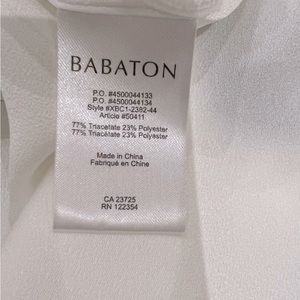 BABATON
P.O. #4500044133
P.O. #4500044134
Style #XBC1-2382-44
Article #50411
77% Triacetate 23% Polyester
77% Triacétate 23% Polyester
Made in China
Fabriqué en Chine
CA 23725
RN 122354